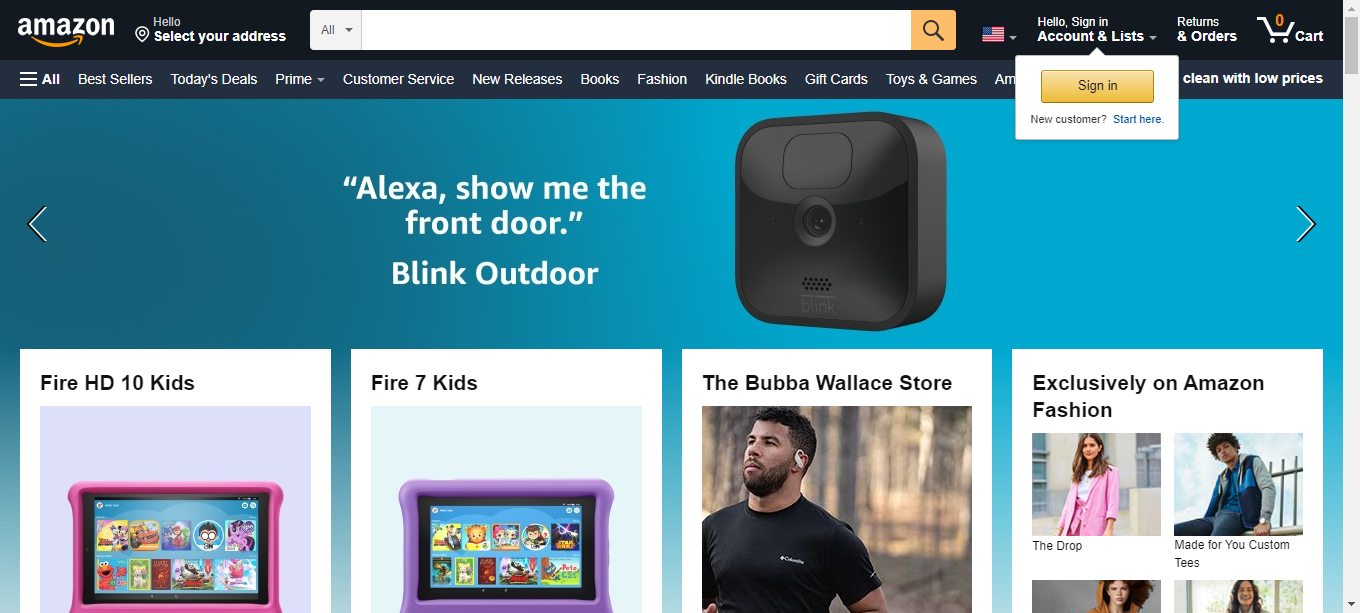 amazon
Hello
Select your address
All
Hello, Sign in
Account & Lists
Returns
& Orders
0
Cart
All
Best Sellers
Today's Deals
Prime
Customer Service
New Releases
Books
Fashion
Kindle Books
Gift Cards
Toys & Games
Am
clean with low prices
Sign in
New customer? Start here.
“Alexa, show me the
front door.”
Blink Outdoor
blink
Fire HD 10 Kids
Fire 7 Kids
The Bubba Wallace Store
Columbia
Exclusively on Amazon
Fashion
The Drop
Made for You Custom
Tees